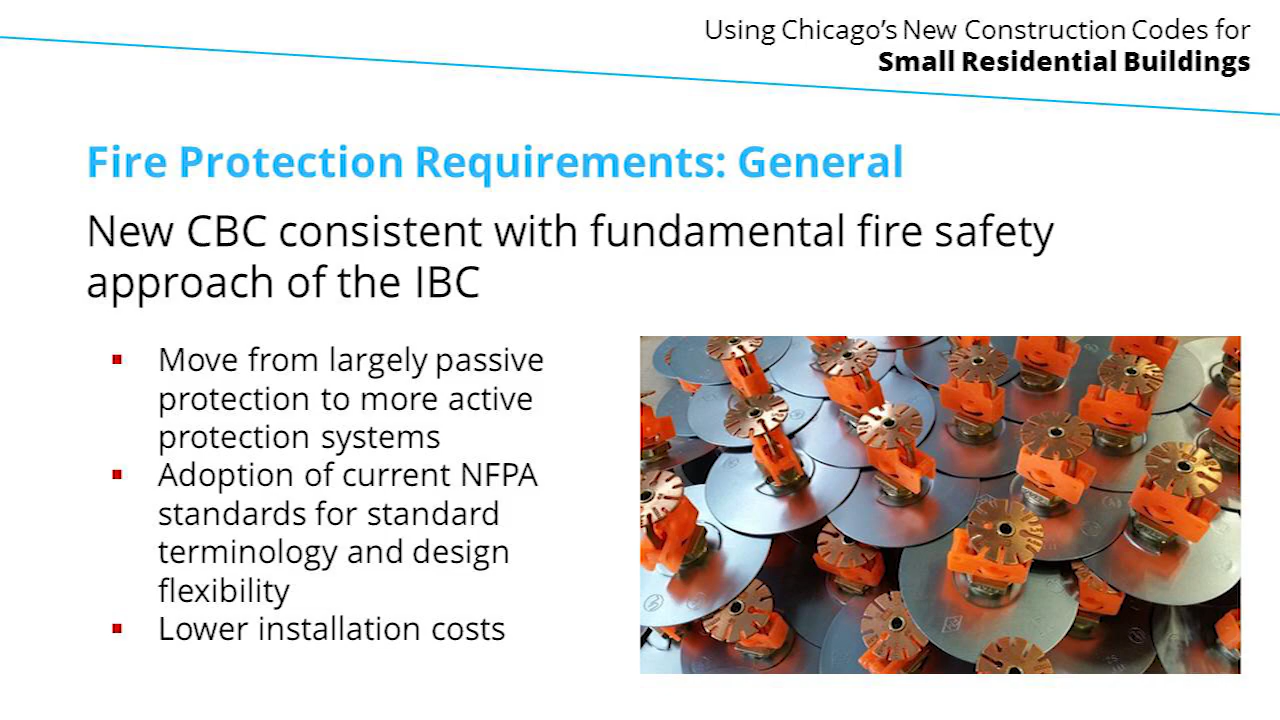 Using Chicago’s New Construction Codes for
Small Residential Buildings
Fire Protection Requirements: General
New CBC consistent with fundamental fire safety
approach of the IBC
▪ Move from largely passive
protection to more active
protection systems
▪ Adoption of current NFPA
standards for standard
terminology and design
flexibility
▪ Lower installation costs